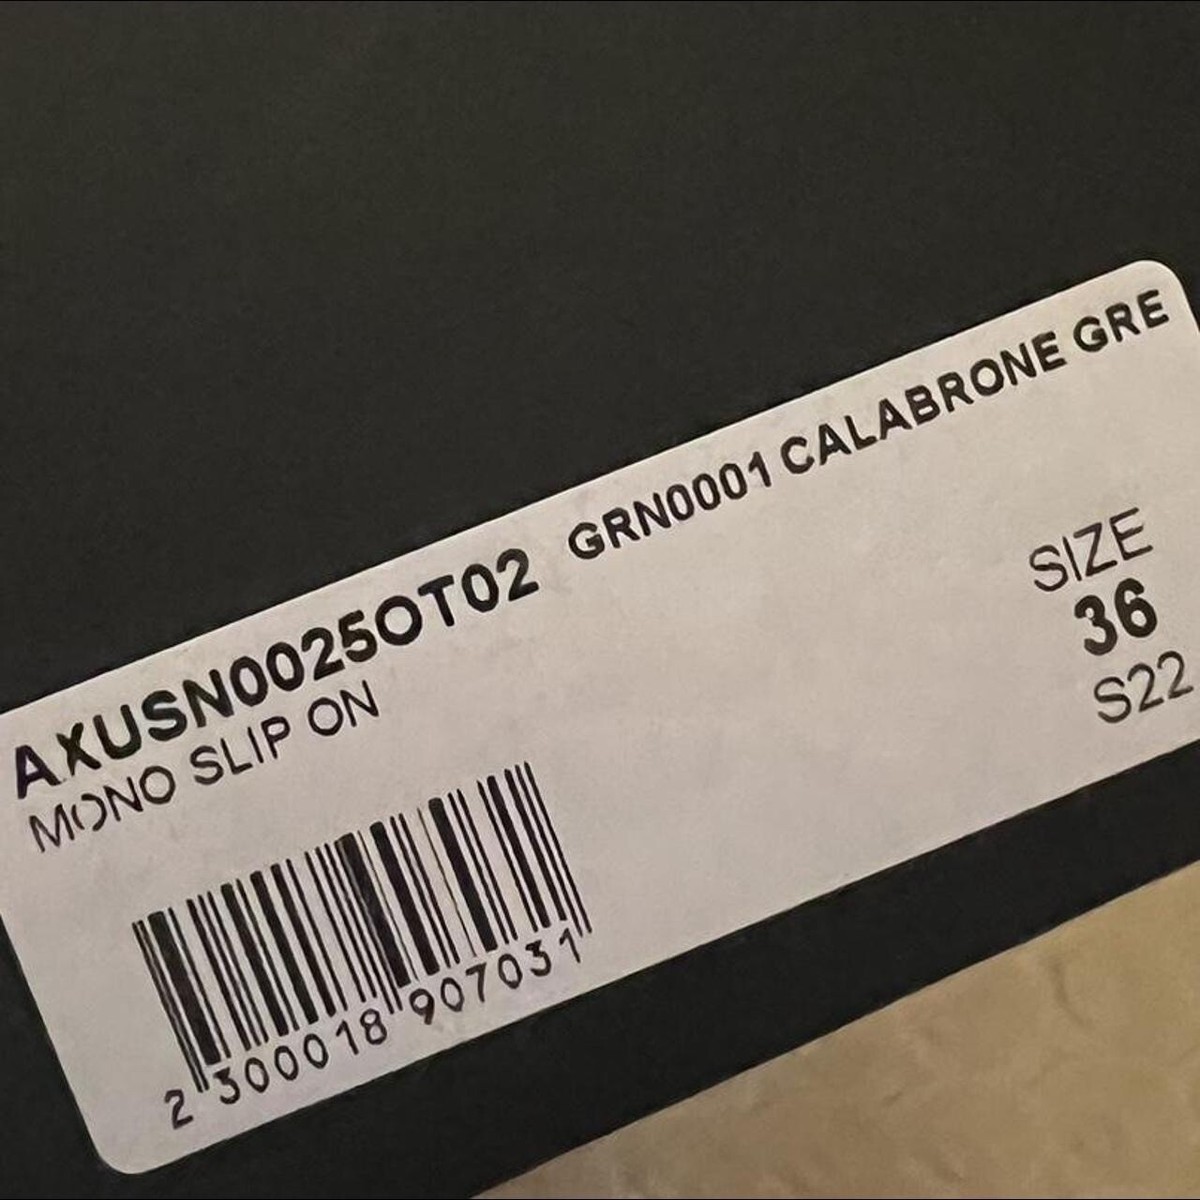 AXUSN0025OT02 GRN0001 CALABRONE GRE
MONO SLIP ON
SIZE
36
S22
2 300018 907031